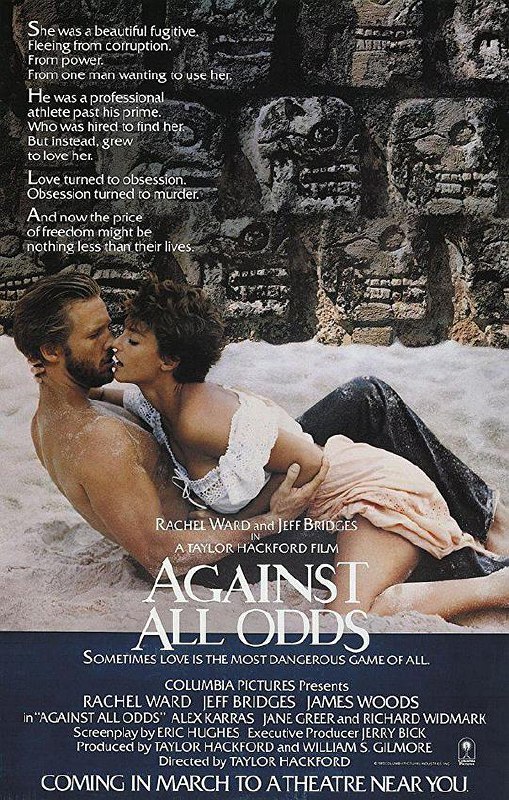 She was a beautiful fugitive.
Fleeing from corruption.
From power.
From one man wanting to use her.
He was a professional
athlete past his prime.
Who was hired to find her.
But instead, grew
to love her.
Love turned to obsession.
Obsession turned to murder.
And now the price
of freedom might be
nothing less than their lives.
RACHEL WARD and JEFF BRIDGES
IN
A TAYLOR HACKFORD FILM
AGAINST
ALL ODDS
SOMETIMES LOVE IS THE MOST DANGEROUS GAME OF ALL.
COLUMBIA PICTURES Presents
RACHEL WARD JEFF BRIDGES JAMES WOODS
in "AGAINST ALL ODDS" ALEX KARRAS JANE GREER and RICHARD WIDMARK
Screenplay by ERIC HUGHES Executive Producer JERRY BICK
Produced by TAYLOR HACKFORD and WILLIAM S. GILMORE
Directed by TAYLOR HACKFORD
COMING IN MARCH TO A THEATRE NEAR YOU.